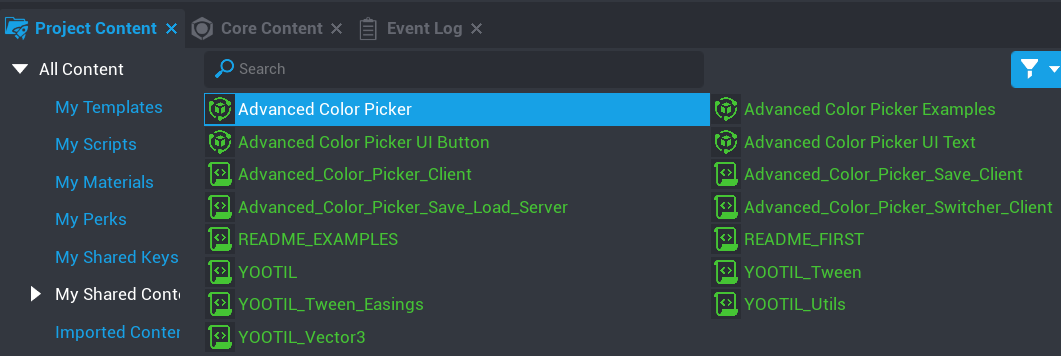 Project Content
Core Content
Event Log
All Content
My Templates
My Scripts
My Materials
My Perks
My Shared Keys
My Shared Conte
Imported Conten
Search
Advanced Color Picker
Advanced Color Picker Examples
Advanced Color Picker UI Button
Advanced Color Picker UI Text
Advanced_Color_Picker_Client
Advanced_Color_Picker_Save_Client
Advanced_Color_Picker_Save_Load_Server
Advanced_Color_Picker_Switcher_Client
README_EXAMPLES
README_FIRST
YOOTIL
YOOTIL_Tween
YOOTIL_Tween_Easings
YOOTIL_Utils
YOOTIL_Vector3